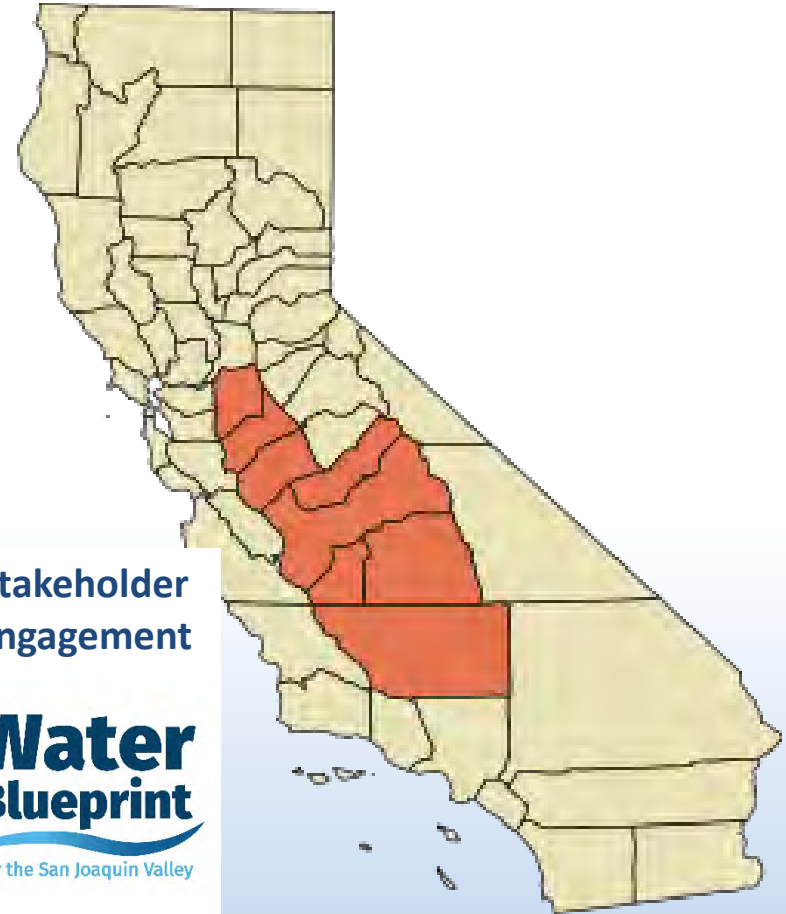 takeholder
ngagement
Water
Blueprint
the San Joaquin Valley